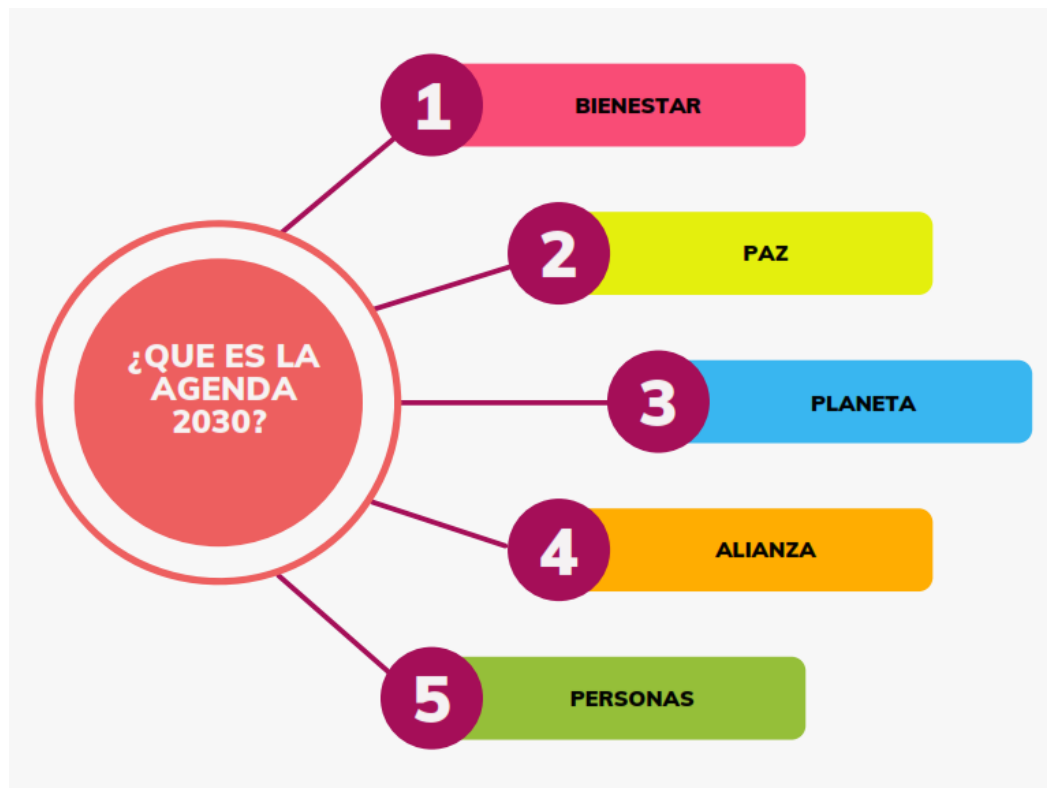 ¿QUE ES LA
AGENDA
2030?
1
BIENESTAR
2
PAZ
3
PLANETA
4
ALIANZA
5
PERSONAS